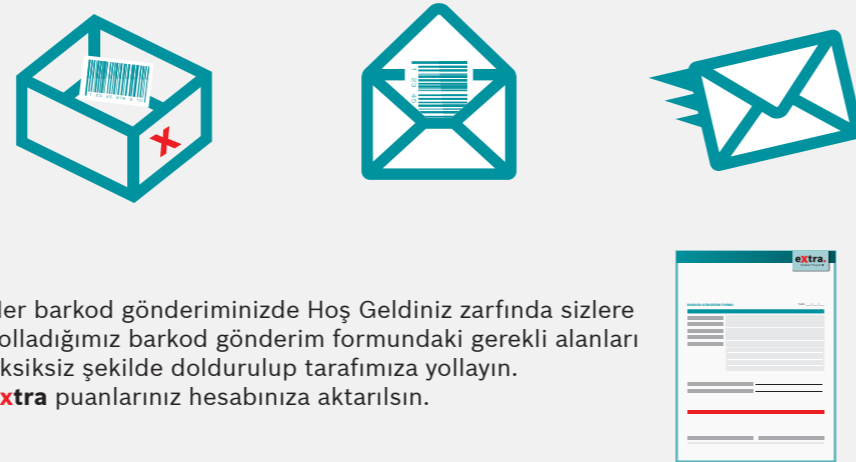 x
extra.
ler barkod gönderiminizde Hoş Geldiniz zarfında sizlere
olladığımız barkod gönderim formundaki gerekli alanları
ksiksiz şekilde doldurulup tarafımıza yollayın.
xtra puanlarınız hesabınıza aktarılsın.